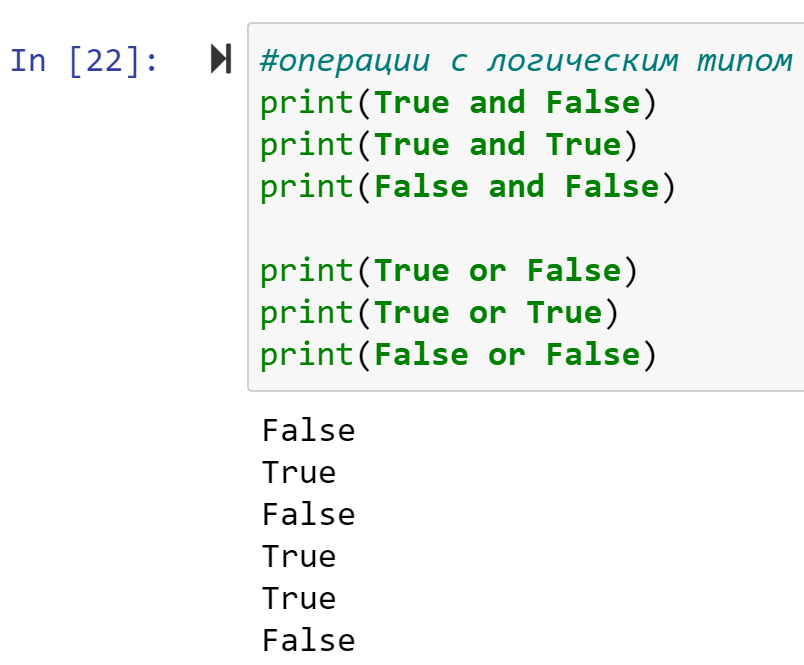 In [22]:
#операции с логическим типом
print(True and False)
print(True and True)
print(False and False)
print(True or False)
print(True or True)
print(False or False)
False
True
False
True
True
False